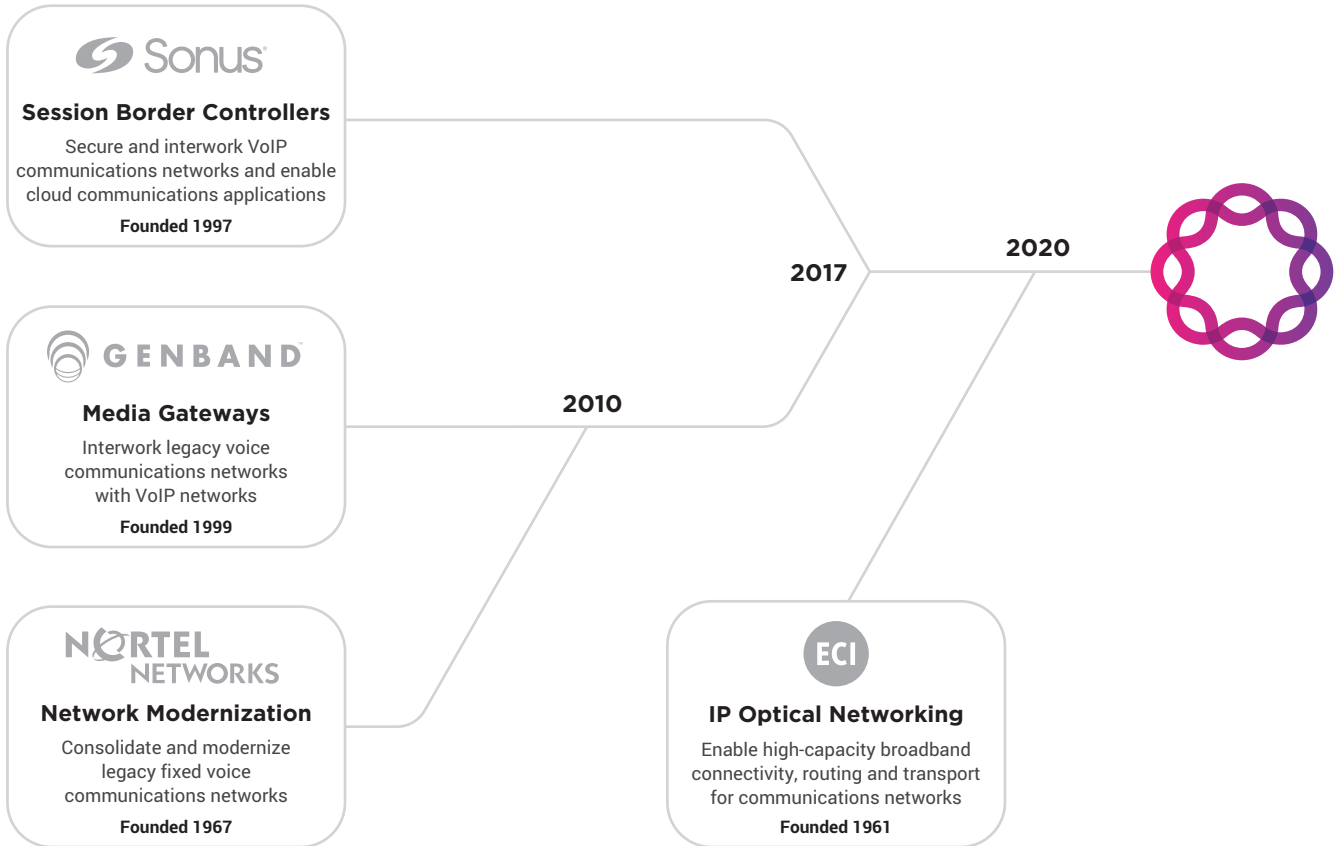 Sonus®
Session Border Controllers
Secure and interwork VoIP
communications networks and enable
cloud communications applications
Founded 1997
GENBAND™
Media Gateways
Interwork legacy voice
communications networks
with VoIP networks
Founded 1999
NORTEL
NETWORKS
Network Modernization
Consolidate and modernize
legacy fixed voice
communications networks
Founded 1967
2010
2017
2020
ECI
IP Optical Networking
Enable high-capacity broadband
connectivity, routing and transport
for communications networks
Founded 1961